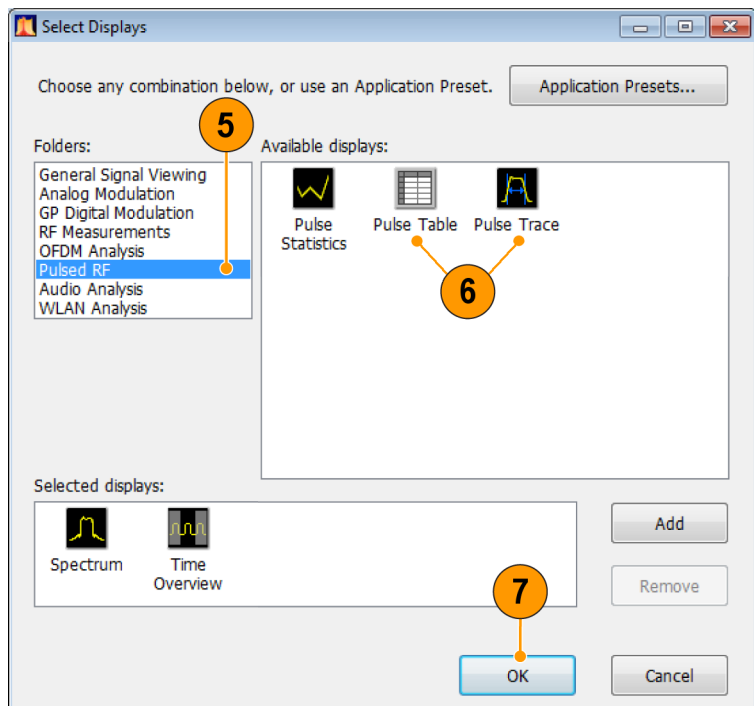 Select Displays
Choose any combination below, or use an Application Preset.
Application Presets...
5
Folders:
Available displays:
General Signal Viewing
Analog Modulation
GP Digital Modulation
RF Measurements
OFDM Analysis
Pulsed RF
Audio Analysis
WLAN Analysis
Pulse
Statistics
Pulse Table
Pulse Trace
6
Selected displays:
Spectrum
Time
Overview
Add
Remove
7
OK
Cancel